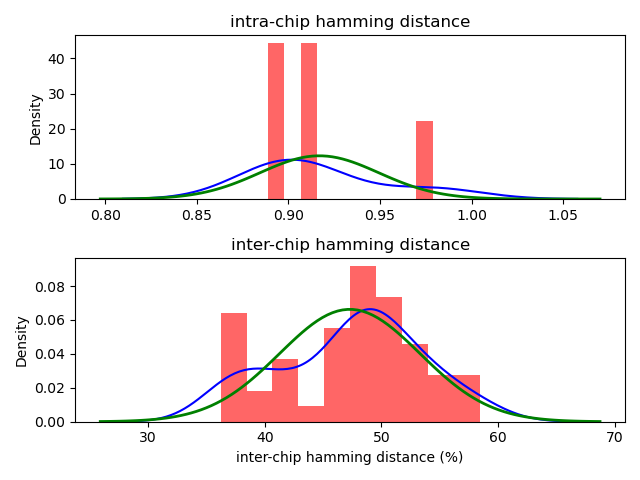 intra-chip hamming distance
Density
40
30
20
10
0
0.80 0.85 0.90 0.95 1.00 1.05
inter-chip hamming distance
Density
0.08
0.06
0.04
0.02
0.00
30 40 50 60 70
inter-chip hamming distance (%)